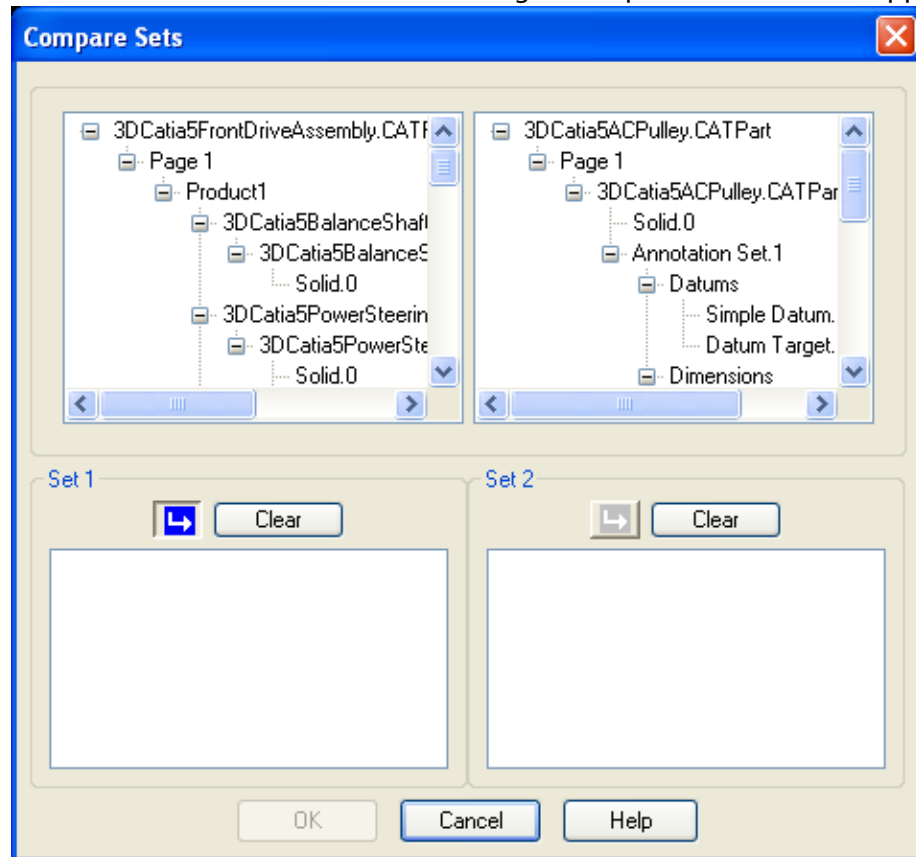 Compare Sets
3DCatia5FrontDriveAssembly.CATF
Page 1
Product1
3DCatia5BalanceShaft
3DCatia5BalanceS
Solid.0
3DCatia5PowerSteerin
3DCatia5PowerSte
Solid.0
3DCatia5ACPulley.CATPart
Page 1
3DCatia5ACPulley.CATPar
Solid.0
Annotation Set.1
Datums
Simple Datum.
Datum Target.
Dimensions
Set 1
Clear
Set 2
Clear
OK Cancel Help